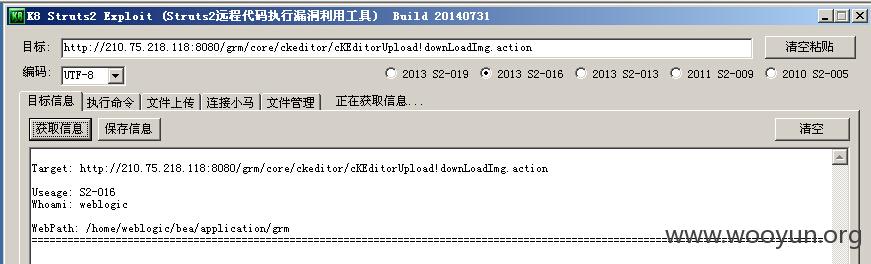 K8 Struts2 Exploit (Struts2远程代码执行漏洞利用工具) Build 20140731
目标: http://210.75.218.118:8080/grm/core/ckeditor/cKEditorUpload!downLoadImg.action 清空粘贴
编码: UTF-8 2013 S2-019 2013 S2-016 2013 S2-013 2011 S2-009 2010 S2-005
目标信息 执行命令 文件上传 连接小马 文件管理 正在获取信息...
获取信息 保存信息 清空
Target: http://210.75.218.118:8080/grm/core/ckeditor/cKEditorUpload!downLoadImg.action
Useage: S2-016
Whoami: weblogic
WebPath: /home/weblogic/bea/application/grm
www.wooyun.org